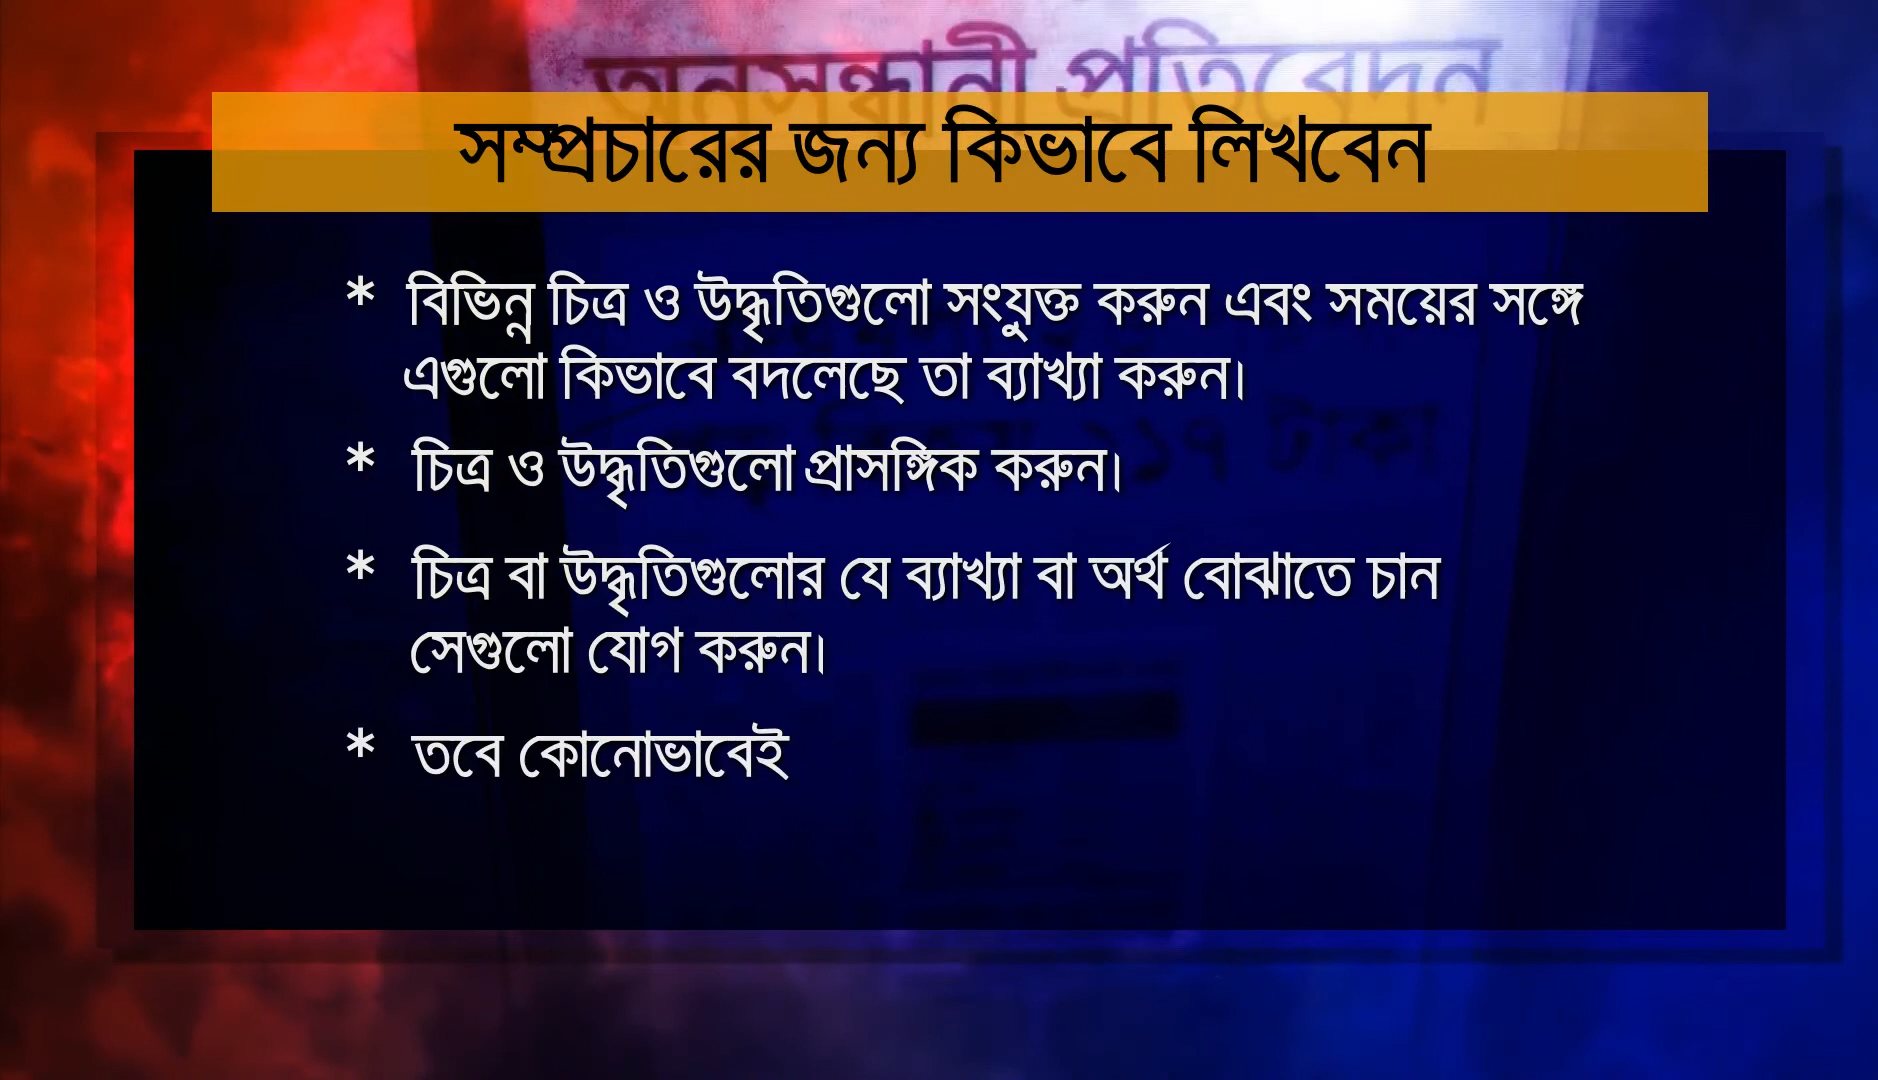 অনুসন্ধানী প্রতিবেদন
সম্প্রচারের জন্য কিভাবে লিখবেন
* বিভিন্ন চিত্র ও উদ্ধৃতিগুলো সংযুক্ত করুন এবং সময়ের সঙ্গে
এগুলো কিভাবে বদলেছে তা ব্যাখ্যা করুন।
* চিত্র ও উদ্ধৃতিগুলো প্রাসঙ্গিক করুন।
১১৭ টাকা
* চিত্র বা উদ্ধৃতিগুলোর যে ব্যাখ্যা বা অর্থ বোঝাতে চান
সেগুলো যোগ করুন।
* তবে কোনোভাবেই